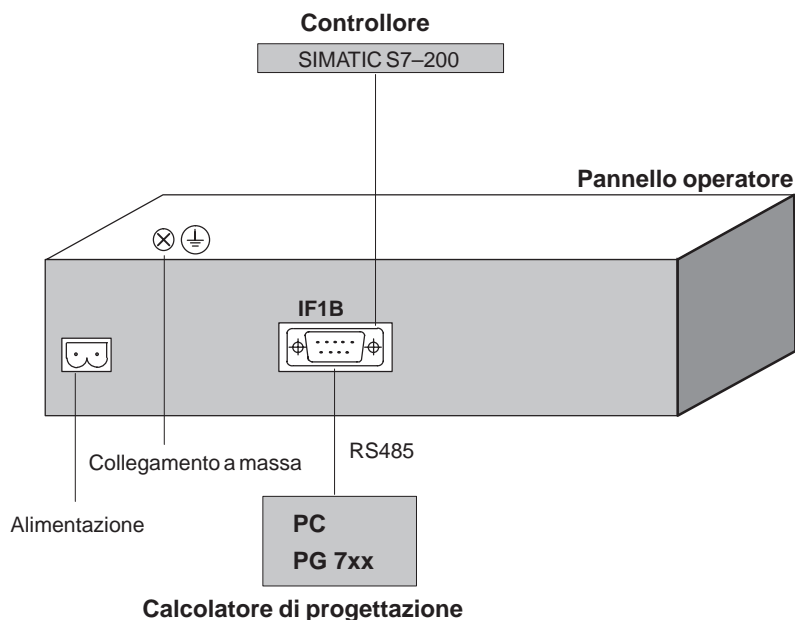 Controllore
SIMATIC S7–200
Pannello operatore
IF1B
RS485
Collegamento a massa
Alimentazione
PC
PG 7xx
Calcolatore di progettazione